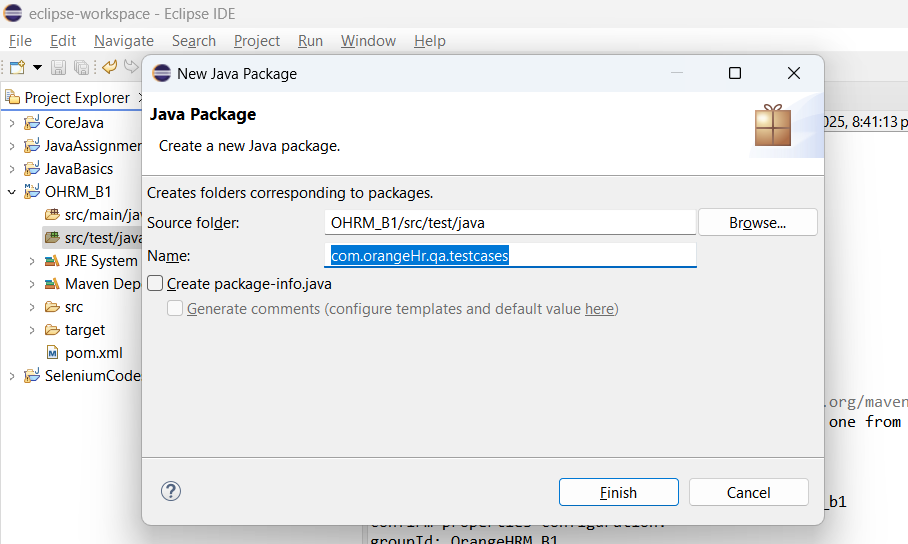 eclipse-workspace - Eclipse IDE
File Edit Navigate Search Project Run Window Help
Project Explorer
New Java Package
CoreJava
JavaAssignmen
JavaBasics
OHRM_B1
src/main/jav
src/test/java
JRE System
Maven Dep
src
target
pom.xml
SeleniumCode
Java Package
Create a new Java package.
Creates folders corresponding to packages.
Source folder: OHRM_B1/src/test/java Browse...
Name: com.orangeHr.qa.testcases
Create package-info.java
Generate comments (configure templates and default value here)
? Finish Cancel
025, 8:41:13 p
.org/maven
one from
_b1
Confirm properties configuration:
groupId: OrangeHRM_B1